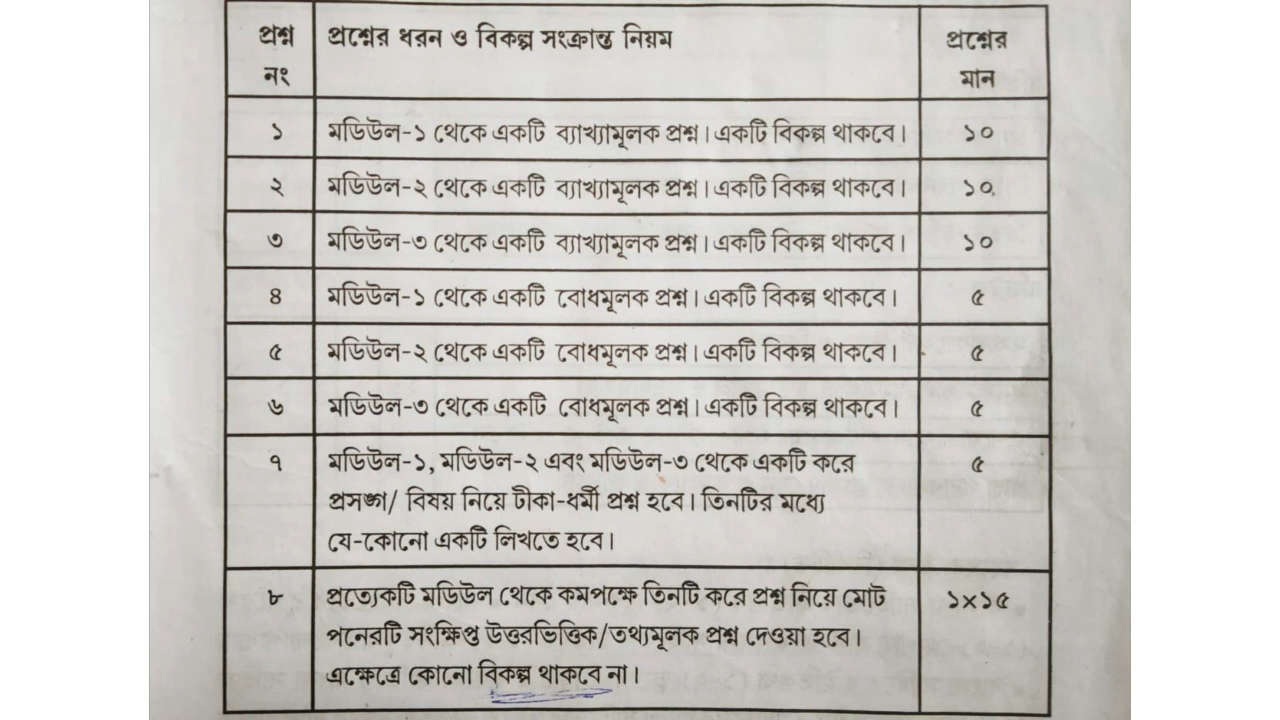 প্রশ্ন প্রশ্নের ধরন ও বিকল্প সংক্রান্ত নিয়ম প্রশ্নের
নং মান
১ মডিউল-১ থেকে একটি ব্যাখ্যামূলক প্রশ্ন। একটি বিকল্প থাকবে। ১০
২ মডিউল-২ থেকে একটি ব্যাখ্যামূলক প্রশ্ন। একটি বিকল্প থাকবে। ১০
৩ মডিউল-৩ থেকে একটি ব্যাখ্যামূলক প্রশ্ন। একটি বিকল্প থাকবে। ১০
৪ মডিউল-১ থেকে একটি বোধমূলক প্রশ্ন। একটি বিকল্প থাকবে। ৫
৫ মডিউল-২ থেকে একটি বোধমূলক প্রশ্ন। একটি বিকল্প থাকবে। ৫
৬ মডিউল-৩ থেকে একটি বোধমূলক প্রশ্ন। একটি বিকল্প থাকবে। ৫
৭ মডিউল-১, মডিউল-২ এবং মডিউল-৩ থেকে একটি করে ৫
প্রসঙ্গ/ বিষয় নিয়ে টীকা-ধর্মী প্রশ্ন হবে। তিনটির মধ্যে
যে-কোনো একটি লিখতে হবে।
৮ প্রত্যেকটি মডিউল থেকে কমপক্ষে তিনটি করে প্রশ্ন নিয়ে মোট ১×১৫
পনেরটি সংক্ষিপ্ত উত্তরভিত্তিক/তথ্যমূলক প্রশ্ন দেওয়া হবে।
এক্ষেত্রে কোনো বিকল্প থাকবে না।